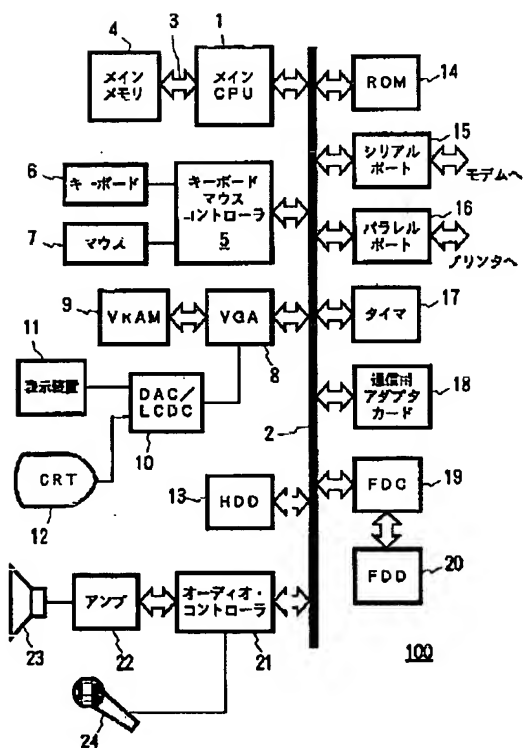 4
3
1
メイン
メモリ
メイン
CPU
ROM
14
6
キーボード
キーボード
マウス
コントローラ
5
シリアル
ポート
15
モデムへ
7
マウス
パラレル
ポート
16
プリンタへ
9
VRAM
VGA
8
タイマ
17
11
表示装置
DAC/
LCDC
10
2
通信用
アダプタ
カード
18
CRT
12
13
HDD
FDC
19
FDD
20
23
アンプ
22
オーディオ・
コントローラ
21
24
100